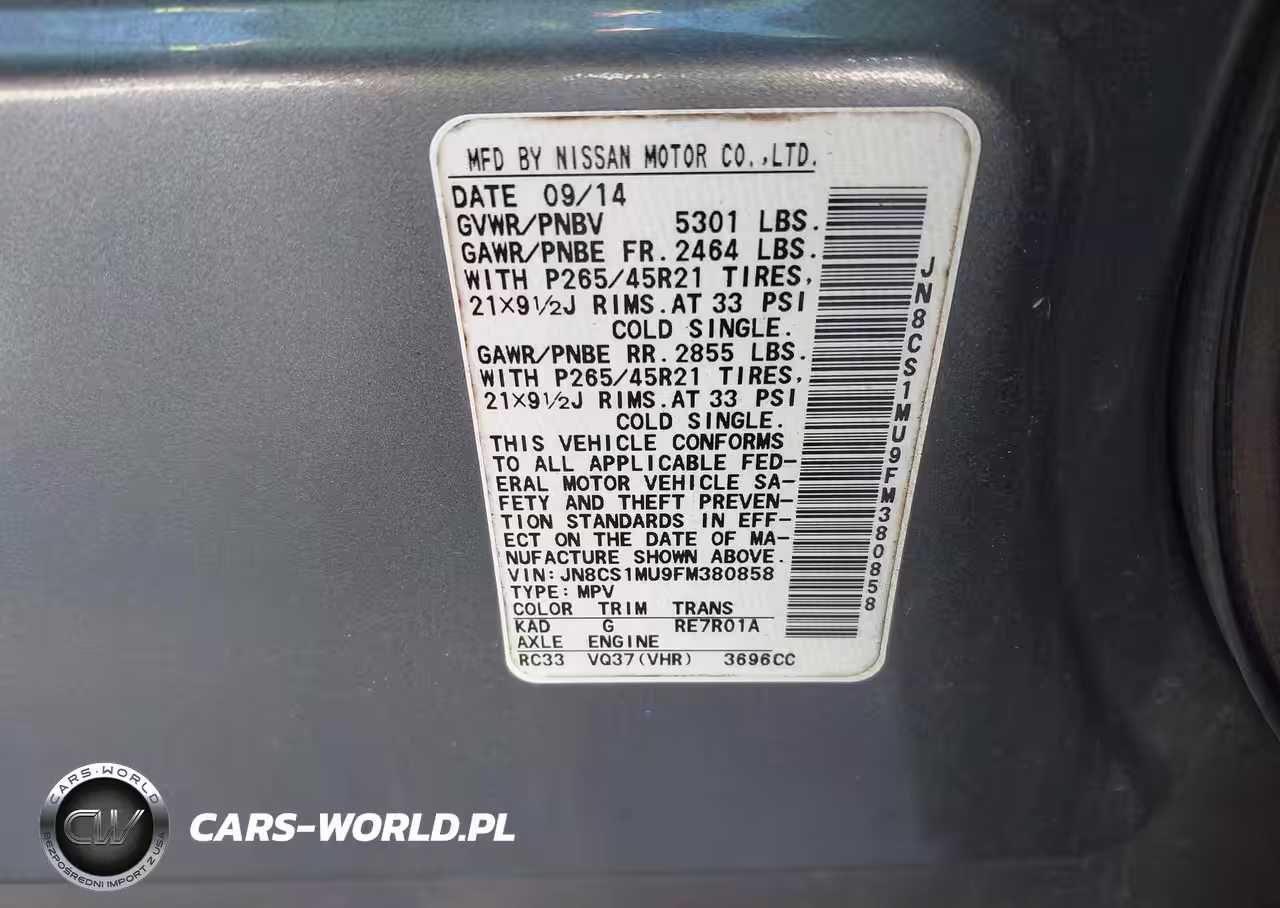 MFD BY NISSAN MOTOR CO.,LTD.
DATE 09/14
GVWR/PNBV 5301 LBS.
GAWR/PNBE FR. 2464 LBS.
WITH P265/45R21 TIRES,
21×9½J RIMS. AT 33 PSI
COLD SINGLE.
GAWR/PNBE RR. 2855 LBS.
WITH P265/45R21 TIRES,
21×9½J RIMS. AT 33 PSI
COLD SINGLE.
THIS VEHICLE CONFORMS
TO ALL APPLICABLE FED-
ERAL MOTOR VEHICLE SA-
FETY AND THEFT PREVEN-
TION STANDARDS IN EFF-
ECT ON THE DATE OF MA-
NUFACTURE SHOWN ABOVE.
VIN: JN8CS1MU9FM380858
TYPE: MPV
COLOR TRIM TRANS
KAD G RE7R01A
AXLE ENGINE
RC33 VQ37(VHR) 3696CC
JN8CS1MU9FM380858
CARS-WORLD
CW
BEZPOŚREDNI IMPORT Z USA
CARS-WORLD.PL